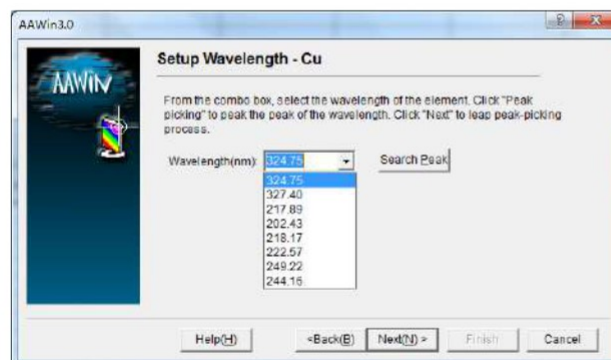 AAWin3.0
AAWiN
Setup Wavelength - Cu
From the combo box, select the wavelength of the element. Click "Peak
picking" to peak the peak of the wavelength. Click "Next" to leap peak-picking
process.
Wavelength(nm): 324.75 Search Peak
324.75
327.40
217.89
202.43
218.17
222.57
249.22
244.16
Help(H) <Back(B) Next(N) > Finish Cancel